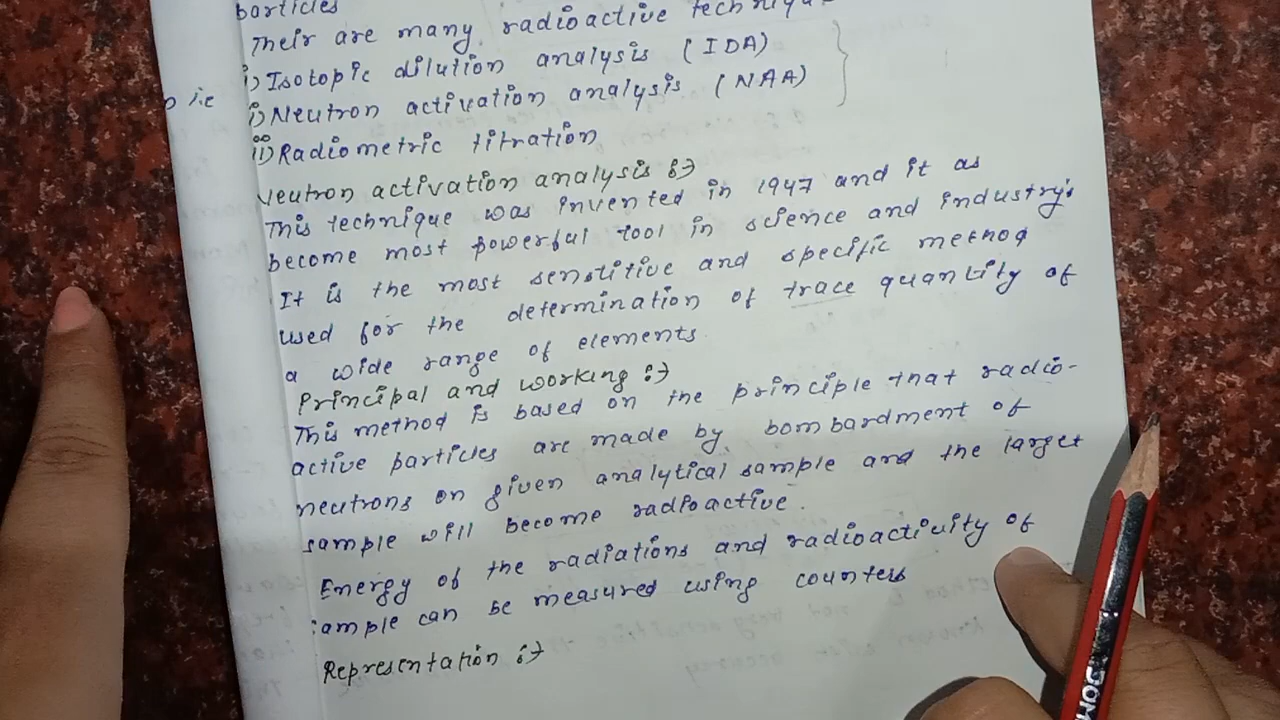 particles
Their are many radioactive
i) Isotopic dilution analysis (IDA)
i.e
i) Neutron activation analysis (NAA)
iii) Radiometric titration
Neutron activation analysis :→
This technique was invented in 1947 and it as
become most powerful tool in science and industry.
It is the most senstitive and specific method
used for the determination of trace quantity of
a wide range of elements
Principal and working :→
This method is based on the principle that radio-
active particles are made by bombardment of
neutrons on given analytical sample and the larget
sample will become radioactive.
Energy of the radiations and radioactivity of
sample can be measured using counters
Representation :→
DOM